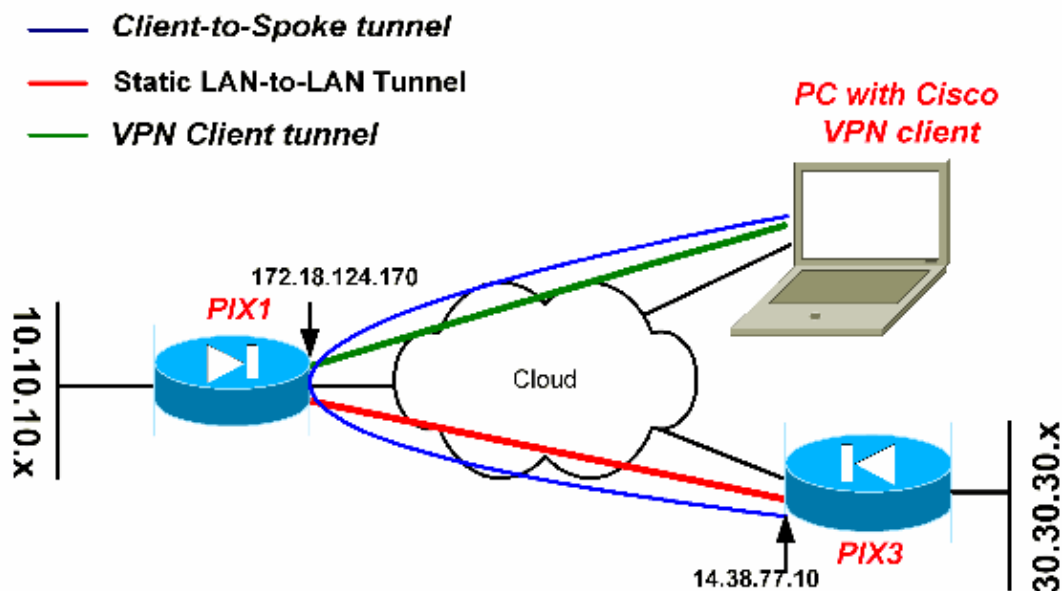 Client-to-Spoke tunnel
Static LAN-to-LAN Tunnel
VPN Client tunnel
PC with Cisco
VPN client
172.18.124.170
PIX1
10.10.10.x
Cloud
PIX3
14.38.77.10
30.30.30.x